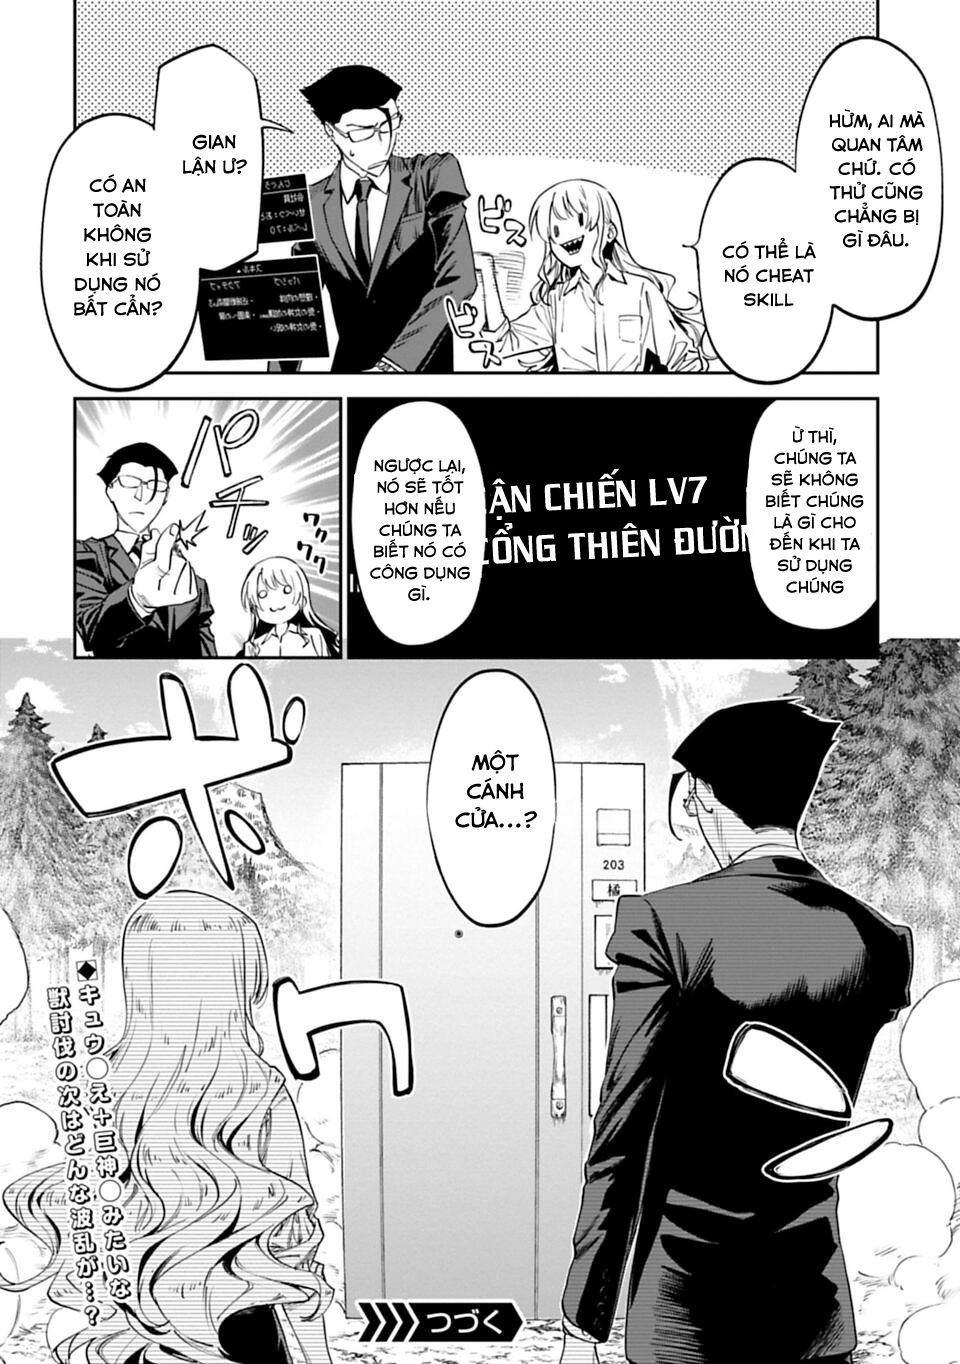 HỪM, AI MÀ
QUAN TÂM
CHỨ. CÓ
THỬ CŨNG
CHẲNG BỊ
GÌ ĐÂU.
CÓ THỂ LÀ
NÓ CHEAT
SKILL
ビシ
ビス
GIAN
LẬN Ư?
CÓ AN
TOÀN
KHÔNG
KHI SỬ
DỤNG NÓ
BẤT CẨN?
Ừ THÌ,
CHÚNG TA
SẼ KHÔNG
BIẾT CHÚNG
LÀ GÌ CHO
ĐẾN KHI TA
SỬ DỤNG
CHÚNG
ẬN CHIẾN LV7
CỔNG THIÊN ĐƯỜN
NGƯỢC LẠI,
NÓ SẼ TỐT
HƠN NẾU
CHÚNG TA
BIẾT NÓ CÓ
CÔNG DỤNG
GÌ.
パチン
ワクワク
MỘT
CÁNH
CỬA...?
203
橘
◆キュウ○え+巨神○みたいな
獣討伐の次はどんな波乱が…?
つづく